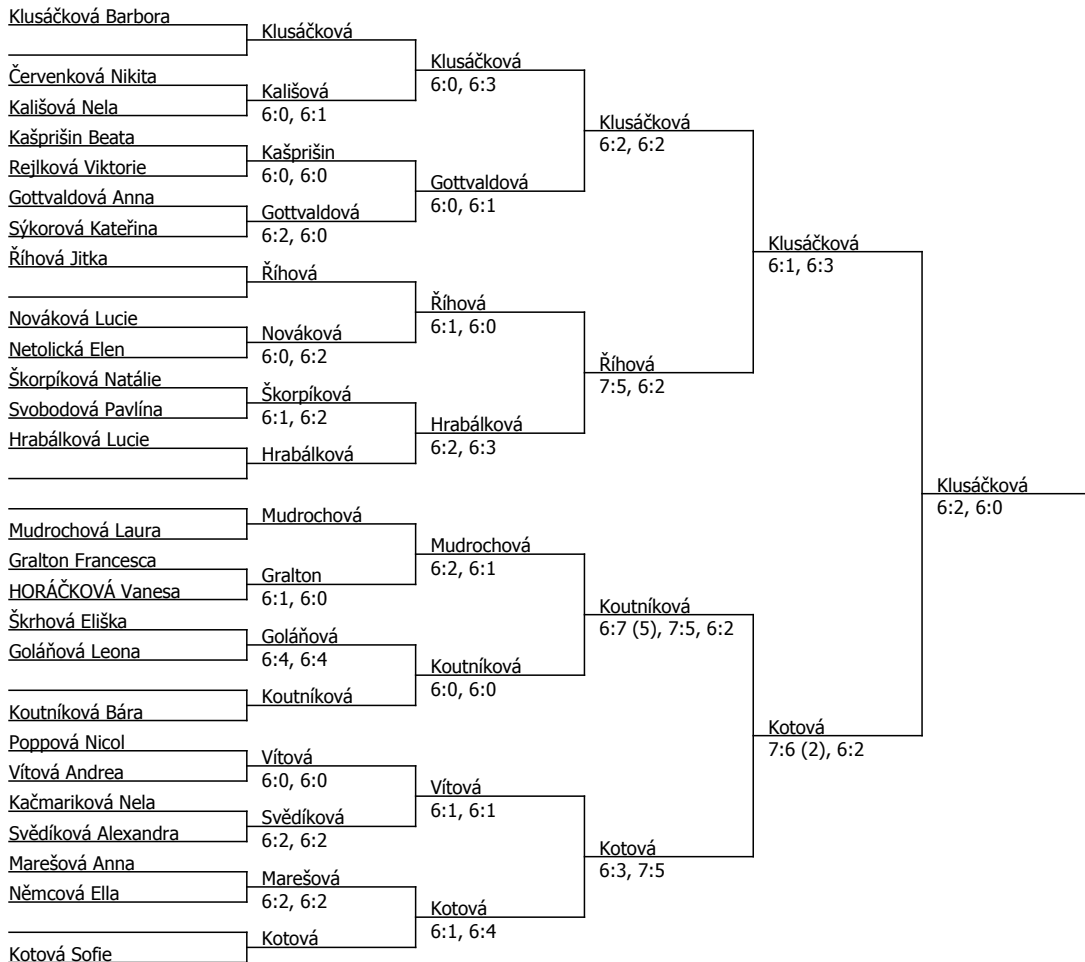 Klusáčková Barbora
Červenková Nikita
Kališová Nela
Kašprišin Beata
Rejlková Viktorie
Gottvaldová Anna
Sýkorová Kateřina
Říhová Jitka
Nováková Lucie
Netolická Elen
Škorpíková Natálie
Svobodová Pavlína
Hrabálková Lucie
Mudrochová Laura
Gralton Francesca
HORÁČKOVÁ Vanesa
Škrhová Eliška
Goláňová Leona
Koutníková Bára
Poppová Nicol
Vítová Andrea
Kačmariková Nela
Svědíková Alexandra
Marešová Anna
Němcová Ella
Kotová Sofie
Klusáčková
Kališová
6:0, 6:1
Kašprišin
6:0, 6:0
Gottvaldová
6:2, 6:0
Říhová
Nováková
6:0, 6:2
Škorpíková
6:1, 6:2
Hrabálková
Mudrochová
Gralton
6:1, 6:0
Goláňová
6:4, 6:4
Koutníková
Vítová
6:0, 6:0
Svědíková
6:2, 6:2
Marešová
6:2, 6:2
Kotová
Klusáčková
6:0, 6:3
Gottvaldová
6:0, 6:1
Říhová
6:1, 6:0
Hrabálková
6:2, 6:3
Mudrochová
6:2, 6:1
Koutníková
6:0, 6:0
Vítová
6:1, 6:1
Kotová
6:1, 6:4
Klusáčková
6:2, 6:2
Říhová
7:5, 6:2
Koutníková
6:7 (5), 7:5, 6:2
Kotová
6:3, 7:5
Klusáčková
6:1, 6:3
Kotová
7:6 (2), 6:2
Klusáčková
6:2, 6:0